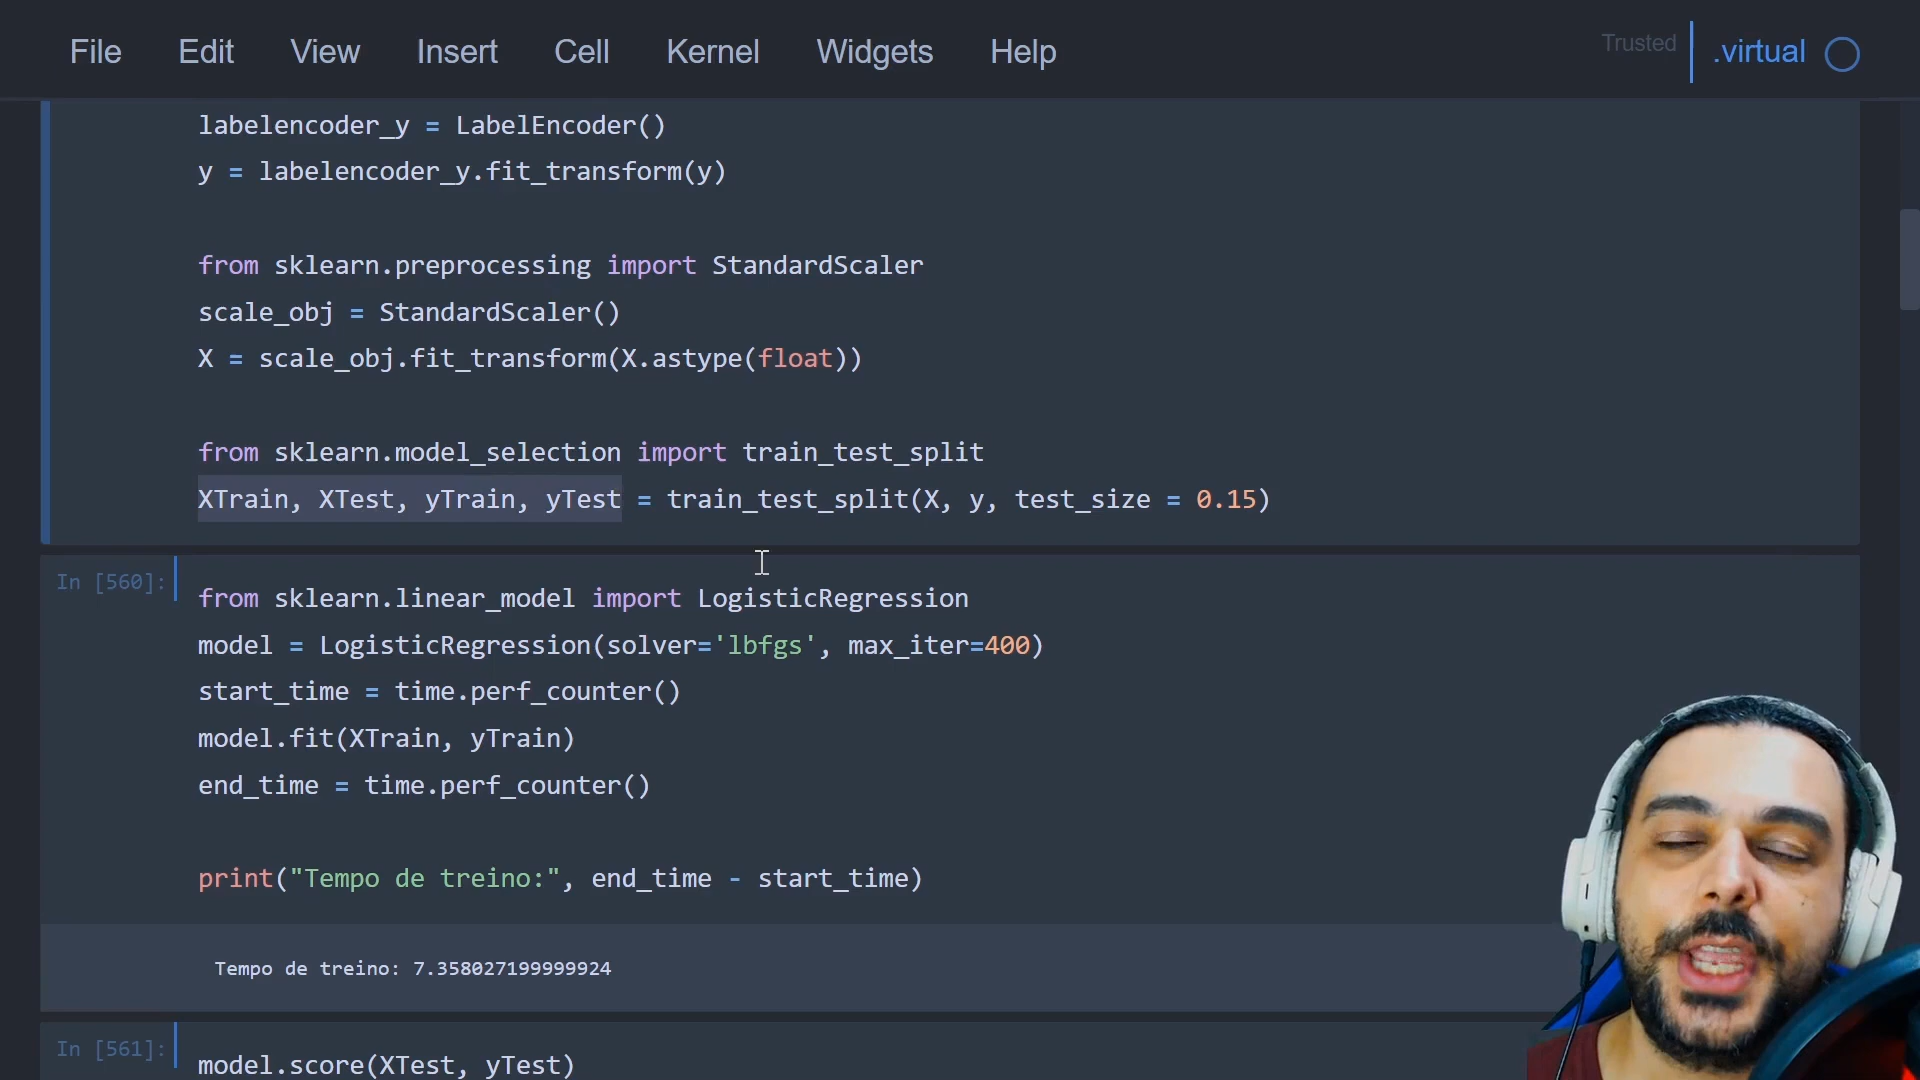 File Edit View Insert Cell Kernel Widgets Help Trusted .virtual
labelencoder_y = LabelEncoder()
y = labelencoder_y.fit_transform(y)
from sklearn.preprocessing import StandardScaler
scale_obj = StandardScaler()
X = scale_obj.fit_transform(X.astype(float))
from sklearn.model_selection import train_test_split
XTrain, XTest, yTrain, yTest = train_test_split(X, y, test_size = 0.15)
In [560]:
from sklearn.linear_model import LogisticRegression
model = LogisticRegression(solver='lbfgs', max_iter=400)
start_time = time.perf_counter()
model.fit(XTrain, yTrain)
end_time = time.perf_counter()
print("Tempo de treino:", end_time - start_time)
Tempo de treino: 7.358027199999924
In [561]:
model.score(XTest, yTest)